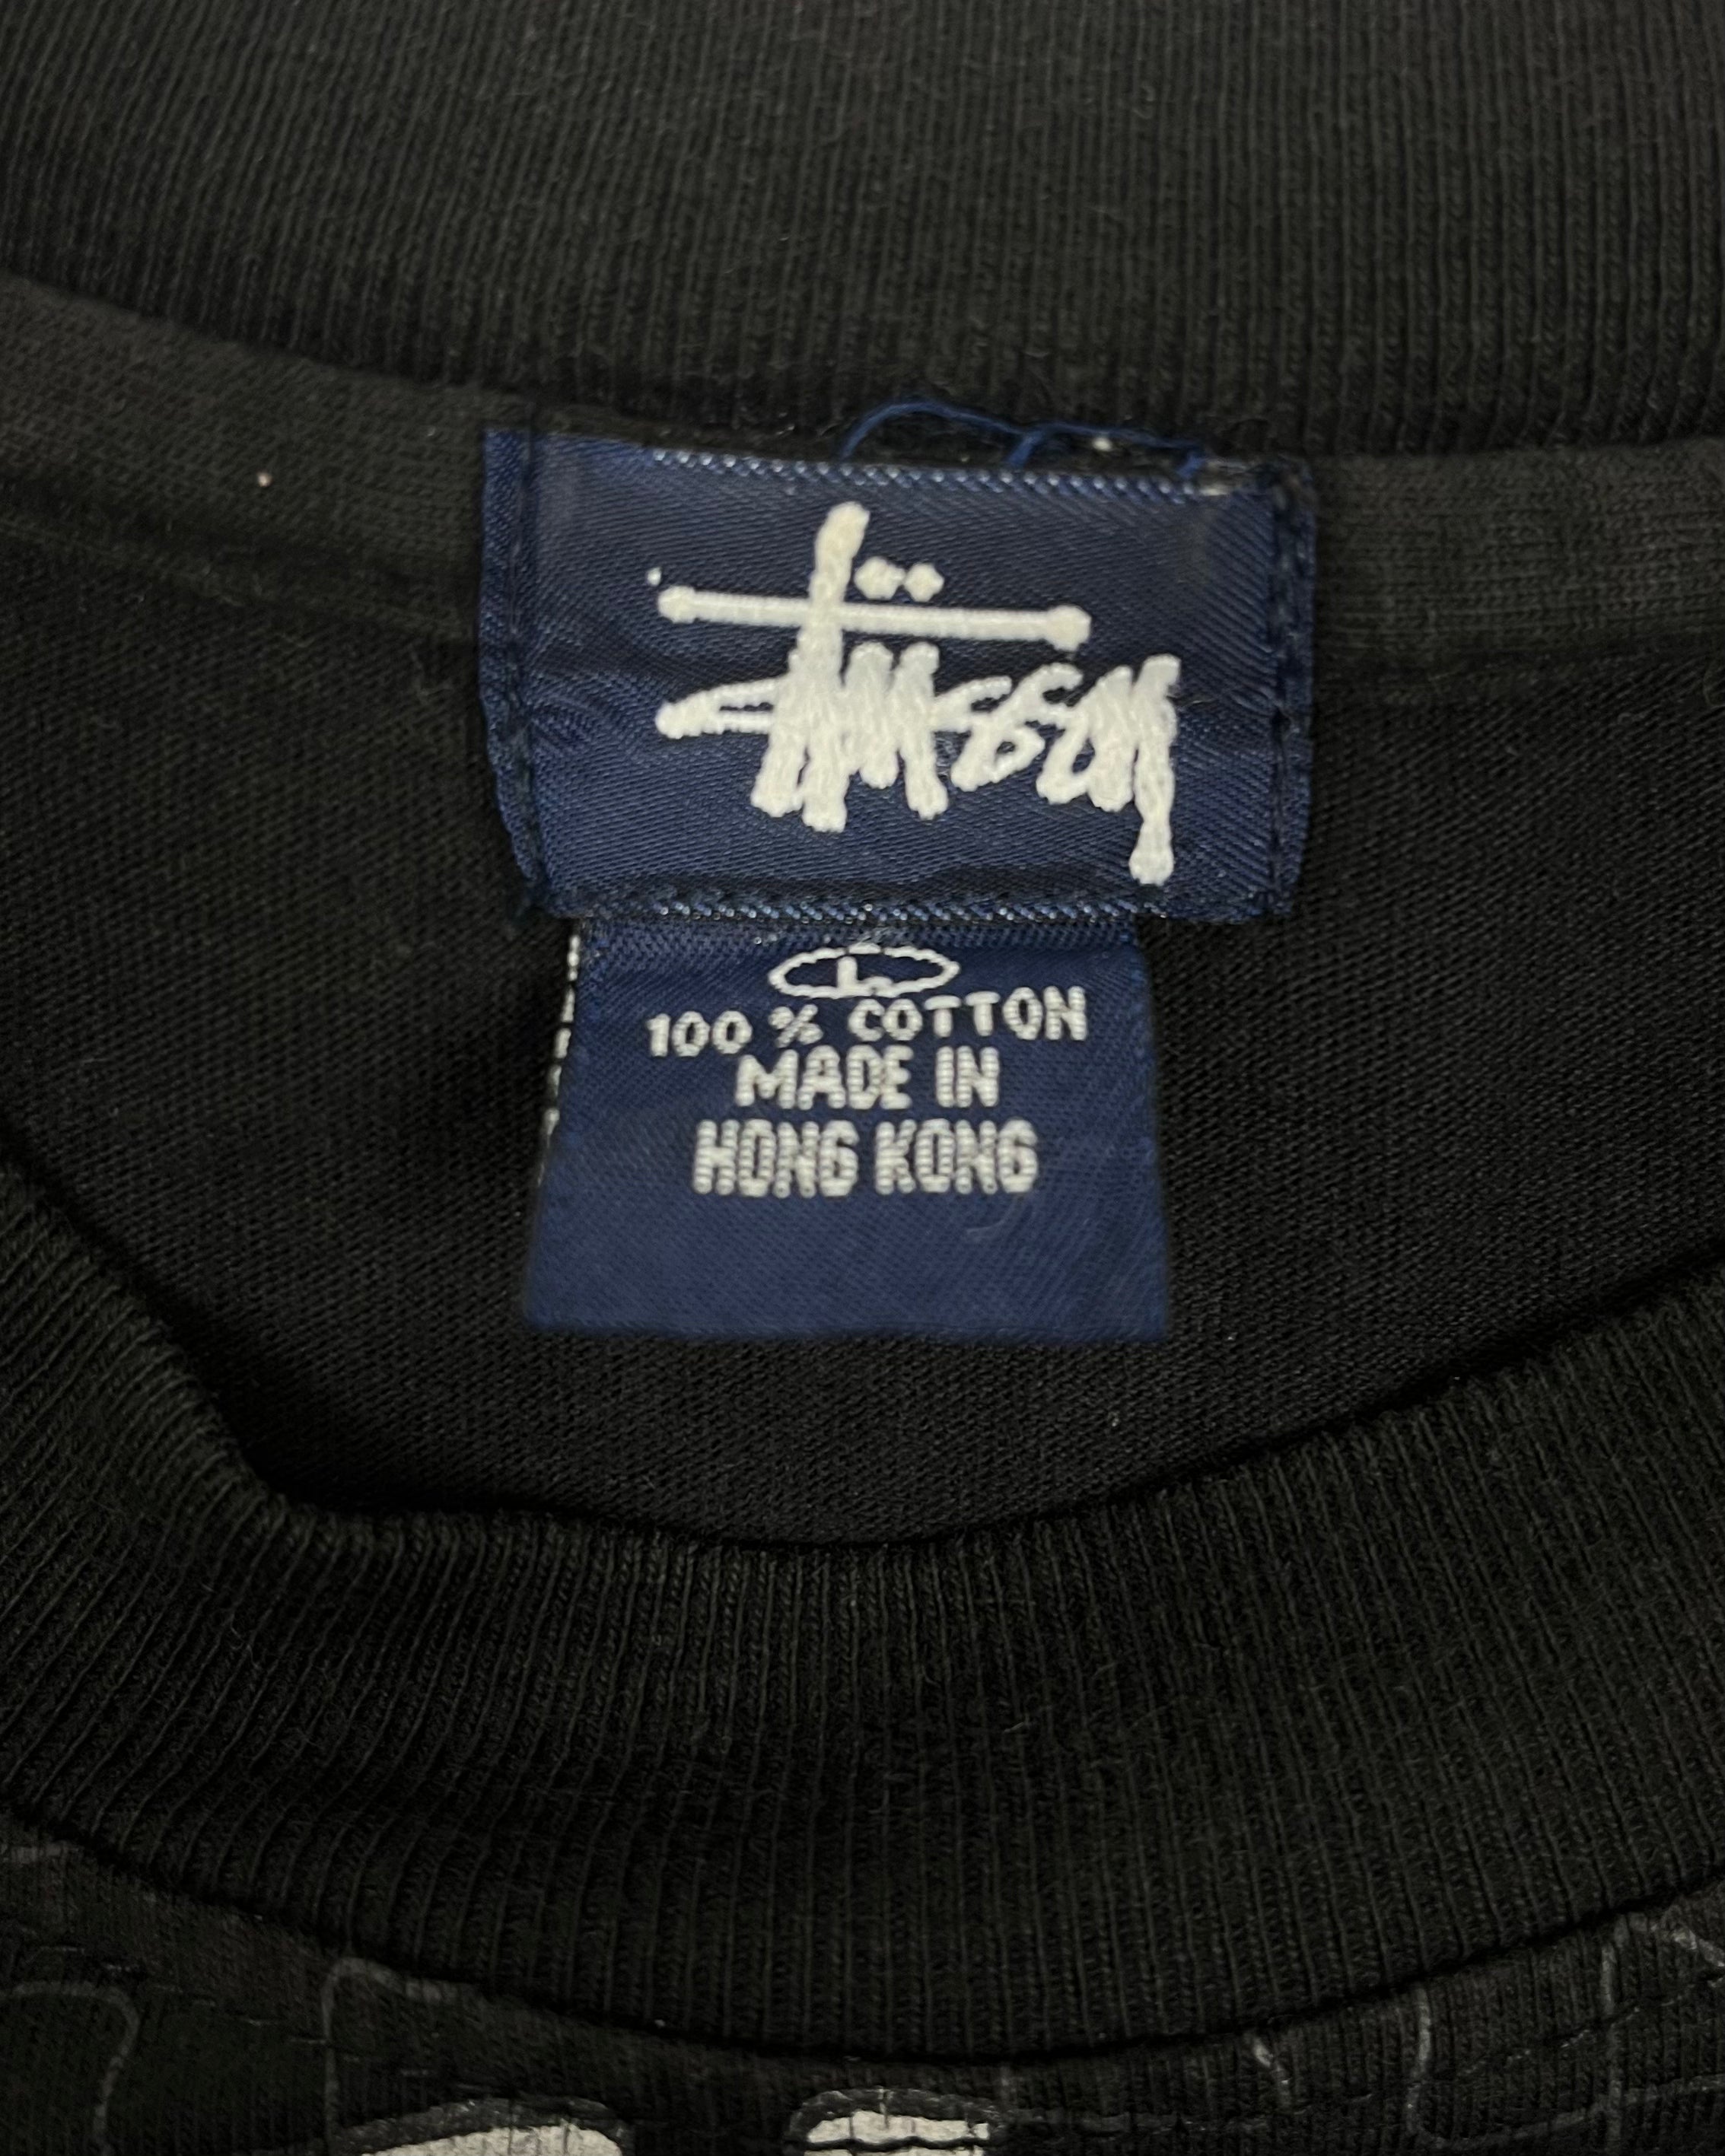 Stüssy
L
100 % COTTON
MADE IN
HONG KONG